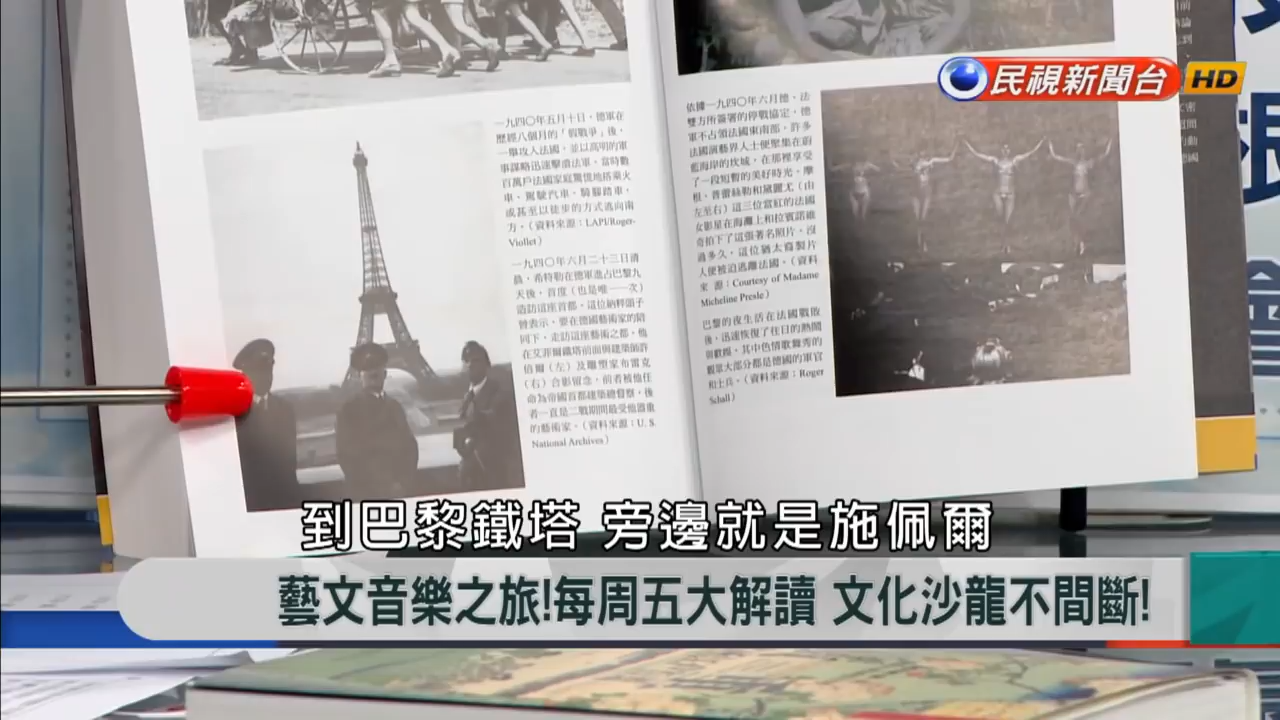 民視新聞台 HD
一九四〇年五月十日，德軍在
歷經八個月的「假戰爭」後，
一舉攻入法國，並以高明的軍
事謀略迅速擊潰法軍。當時數
百萬戶法國家庭驚慌地搭乘火
車、駕駛汽車、騎腳踏車、
或甚至以徒步的方式逃向南
方。（資料來源：LAPI/Roger-
Viollet）
一九四〇年六月二十三日清
晨，希特勒在德軍進占巴黎九
天後，首度（也是唯一一次）
造訪這座首都。這位納粹頭子
曾表示，要在德國藝術家的陪
同下，走訪這座藝術之都。他
在艾菲爾鐵塔前面與建築師許
伯爾（左）及雕塑家布雷克
（右）合影留念，前者被他任
命為帝國首都建築總督察，後
者一直是二戰期間最受他器重
的藝術家。（資料來源：U. S.
National Archives）
依據一九四〇年六月德、法
雙方所簽署的停戰協定，德
軍不占領法國東南部，許多
法國演藝界人士便聚集在蔚
藍海岸的坎城，在那裡享受
了一段短暫的美好時光。摩
根、普蕾絲勒和黛麗尤（由
左至右）這三位當紅的法國
女影星在海灘上和拉賓諾維
奇拍下了這張著名照片。沒
過多久，這位猶太裔製片
人便被迫逃離法國。（資料
來源：Courtesy of Madame
Micheline Presle）
巴黎的夜生活在法國戰敗
後，迅速恢復了往日的熱鬧
與歡愉。其中色情歌舞秀的
觀眾大部分都是德國的軍官
和士兵。（資料來源：Roger
Schall）
到巴黎鐵塔 旁邊就是施佩爾
藝文音樂之旅!每周五大解讀 文化沙龍不間斷!